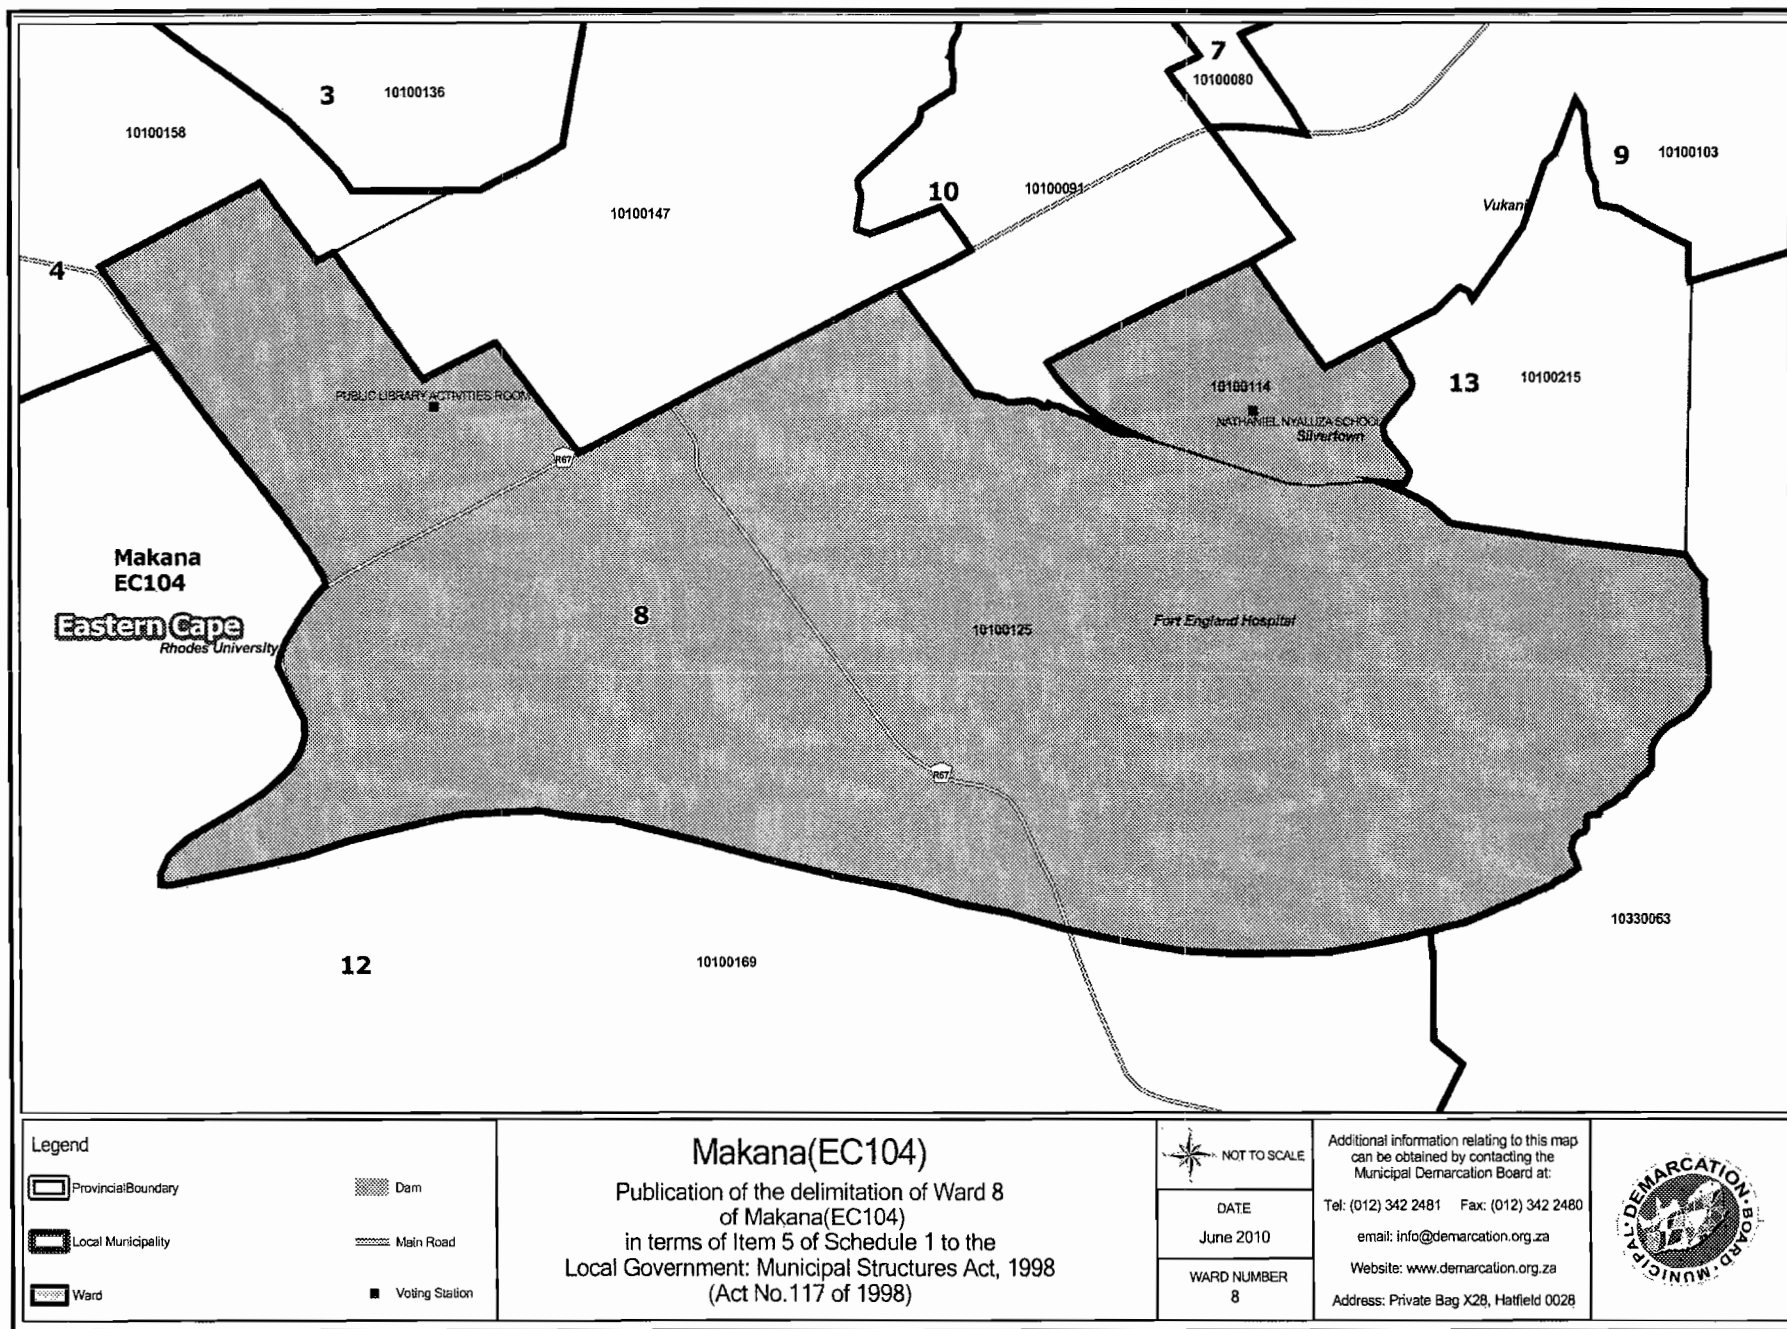 7
10100080
3
10100136
10100158
9
10100103
10
10100091
10100147
Vukani
4
10100114
13
10100215
PUBLIC LIBRARY ACTIVITIES ROOM
NATHANIEL NYALUZA SCHOOL
Silvertown
R67
Makana
EC104
Eastern Cape
Rhodes University
8
10100125
Fort England Hospital
R67
10330063
12
10100169
Legend
ProvincialBoundary
Dam
Local Municipality
Main Road
Ward
Voting Station
Makana(EC104)
Publication of the delimitation of Ward 8
of Makana(EC104)
in terms of Item 5 of Schedule 1 to the
Local Government: Municipal Structures Act, 1998
(Act No.117 of 1998)
NOT TO SCALE
DATE
June 2010
WARD NUMBER
8
Additional information relating to this map
can be obtained by contacting the
Municipal Demarcation Board at:
Tel: (012) 342 2481 Fax: (012) 342 2480
email: info@demarcation.org.za
Website: www.demarcation.org.za
Address: Private Bag X28, Hatfield 0028
MUNICIPAL · DEMARCATION · BOARD ·